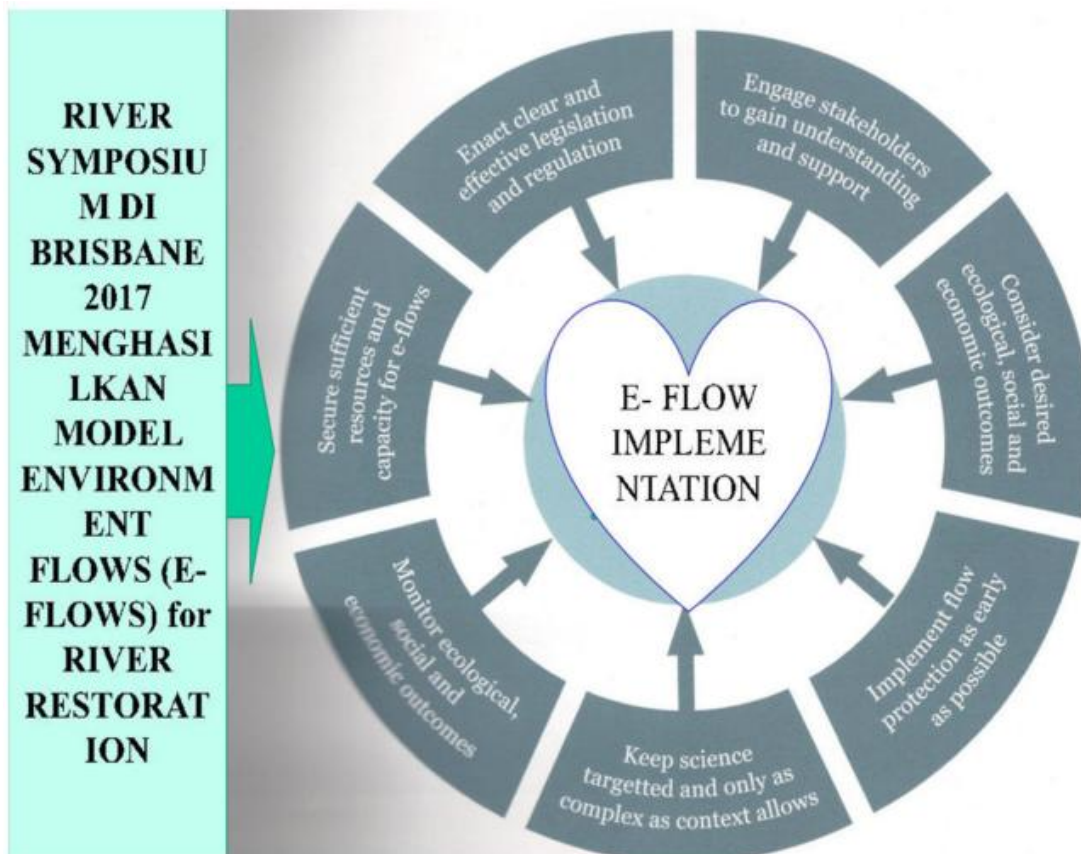 RIVER
SYMPOSIU
M DI
BRISBANE
2017
MENGHASI
LKAN
MODEL
ENVIRONM
ENT
FLOWS (E-
FLOWS) for
RIVER
RESTORAT
ION
Enact clear and
effective legislation
and regulation
Engage stakeholders
to gain understanding
and support
Consider desired
ecological, social and
economic outcomes
Implement flow
protection as early
as possible
Keep science
targetted and only as
complex as context allows
Monitor ecological,
social and
economic outcomes
Secure sufficient
resources and
capacity for e-flows
E- FLOW
IMPLEME
NTATION